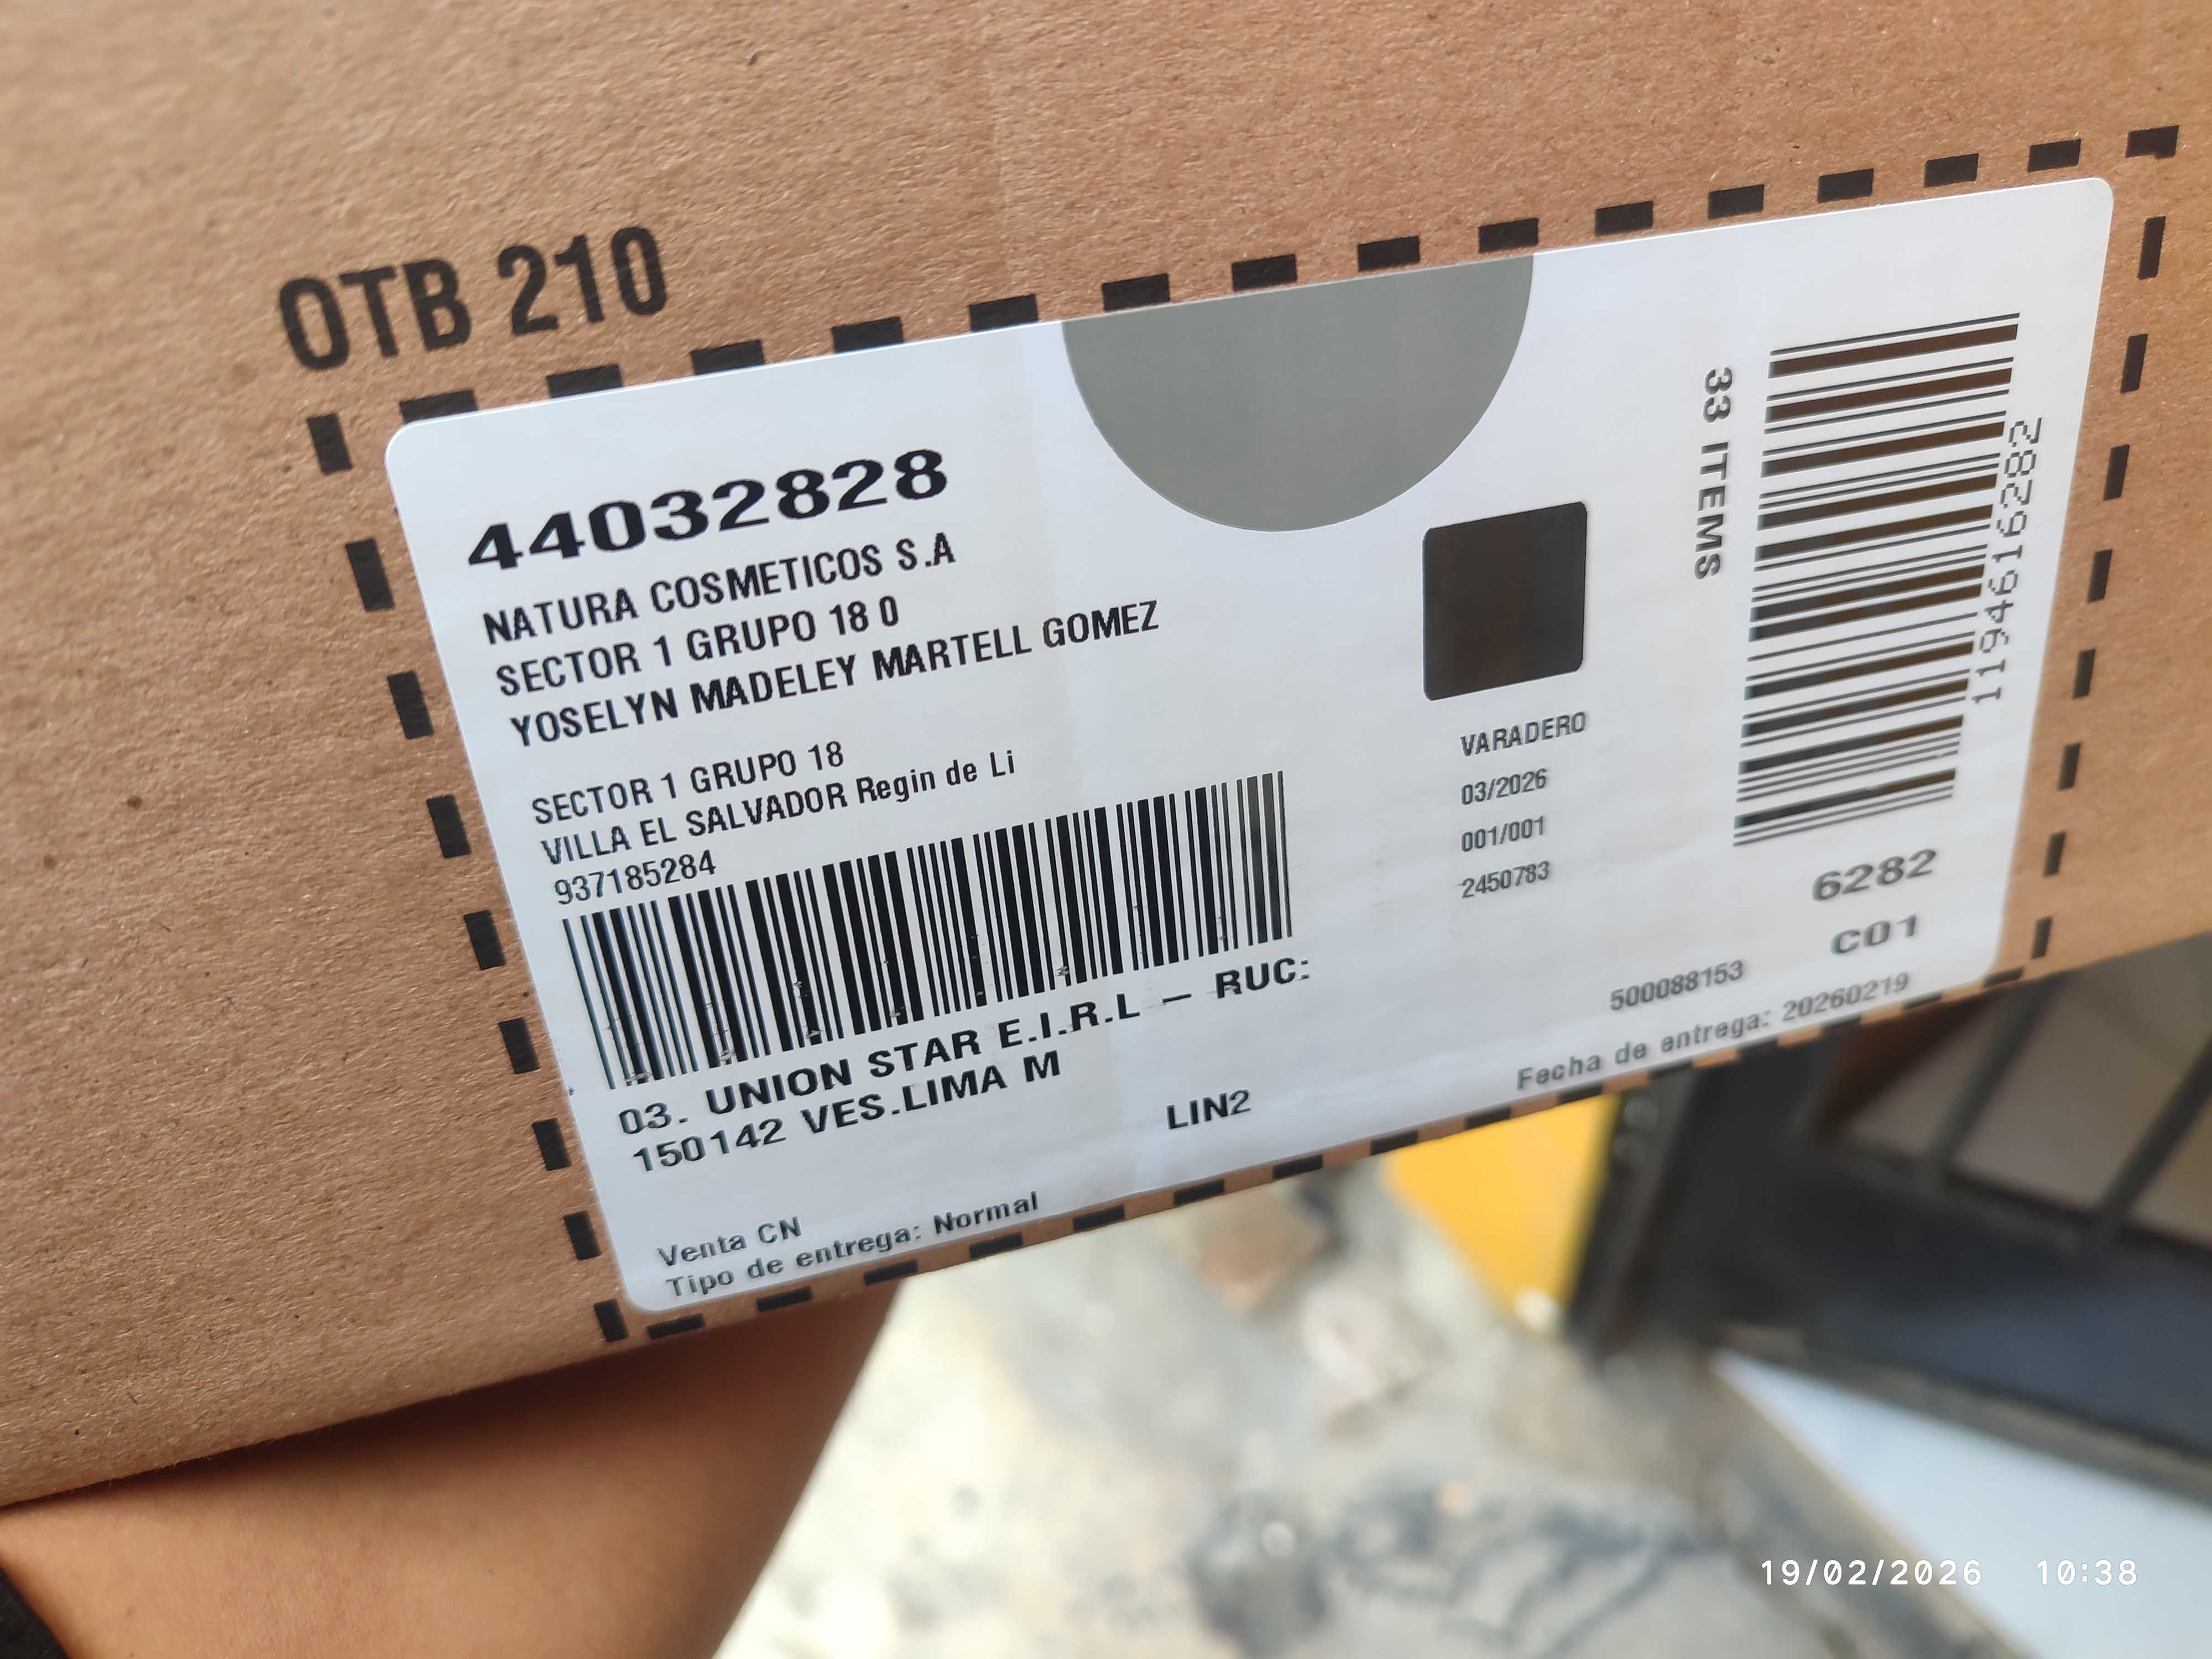 OTB 210
44032828
NATURA COSMETICOS S.A
SECTOR 1 GRUPO 18 0
YOSELYN MADELEY MARTELL GOMEZ
SECTOR 1 GRUPO 18
VILLA EL SALVADOR Regin de Li
937185284
03. UNION STAR E.I.R.L – RUC:
150142 VES.LIMA M
LIN2
Venta CN
Tipo de entrega: Normal
VARADERO
03/2026
001/001
2450783
33 ITEMS
1194616282
6282
C01
500088153
Fecha de entrega: 20260219
19/02/2026 10:38